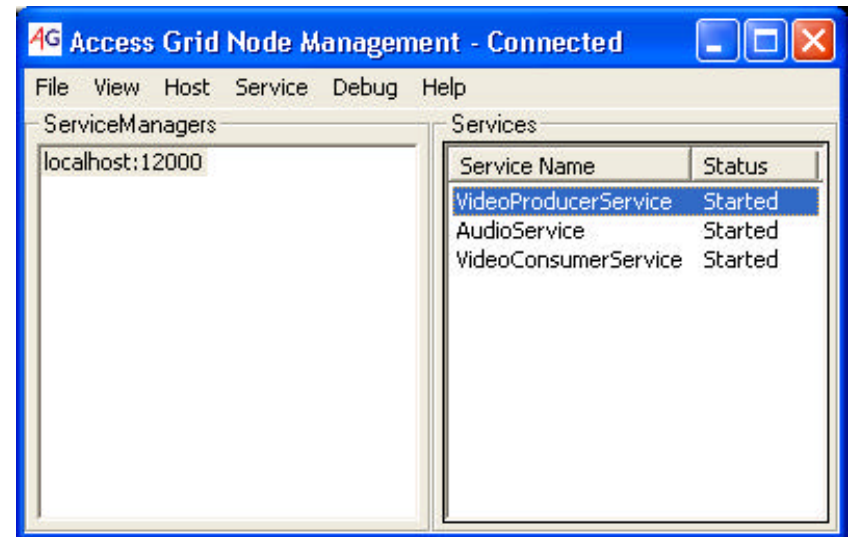 AG Access Grid Node Management - Connected
File View Host Service Debug Help
ServiceManagers
localhost:12000
Services
Service Name Status
VideoProducerService Started
AudioService Started
VideoConsumerService Started